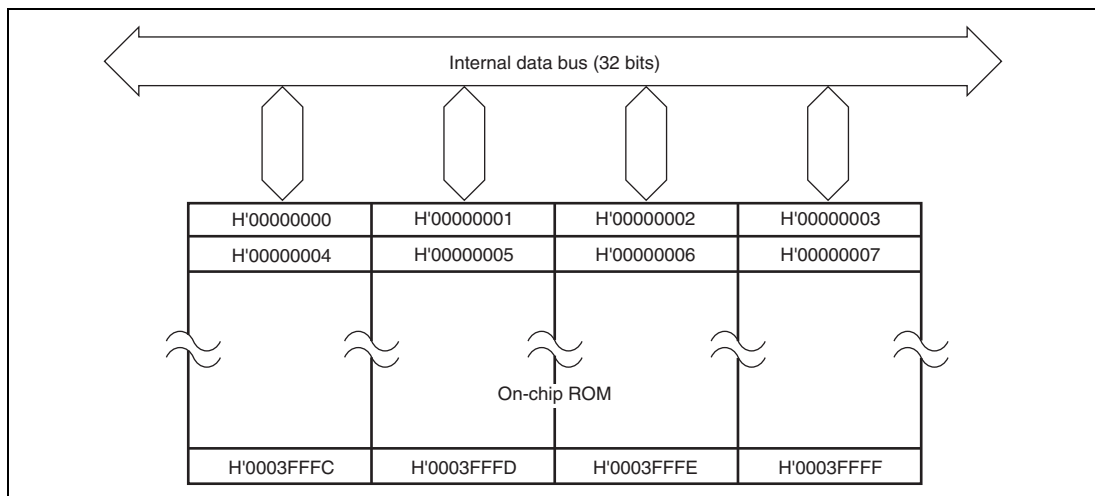 Internal data bus (32 bits)
H'00000000 H'00000001 H'00000002 H'00000003
H'00000004 H'00000005 H'00000006 H'00000007
On-chip ROM
H'0003FFFC H'0003FFFD H'0003FFFE H'0003FFFF